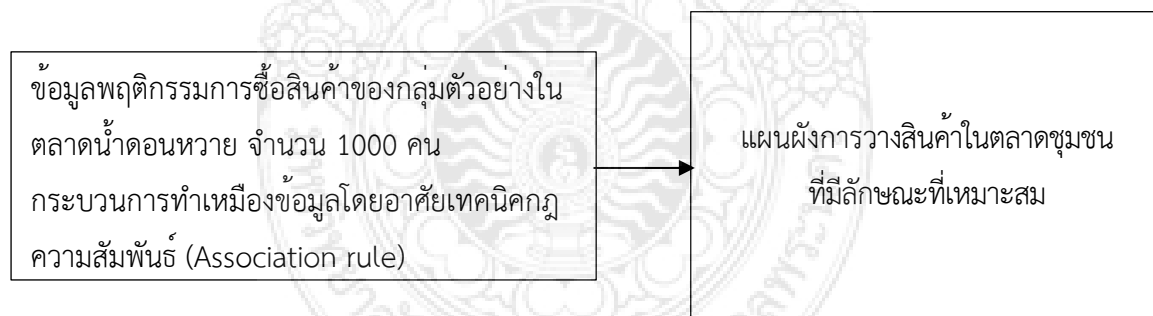 ข้อมูลพฤติกรรมการซื้อสินค้าของกลุ่มตัวอย่างใน
ตลาดน้ำดอนหวาย จำนวน 1000 คน
กระบวนการทำเหมืองข้อมูลโดยอาศัยเทคนิคกฎ
ความสัมพันธ์ (Association rule)
แผนผังการวางสินค้าในตลาดชุมชน
ที่มีลักษณะที่เหมาะสม